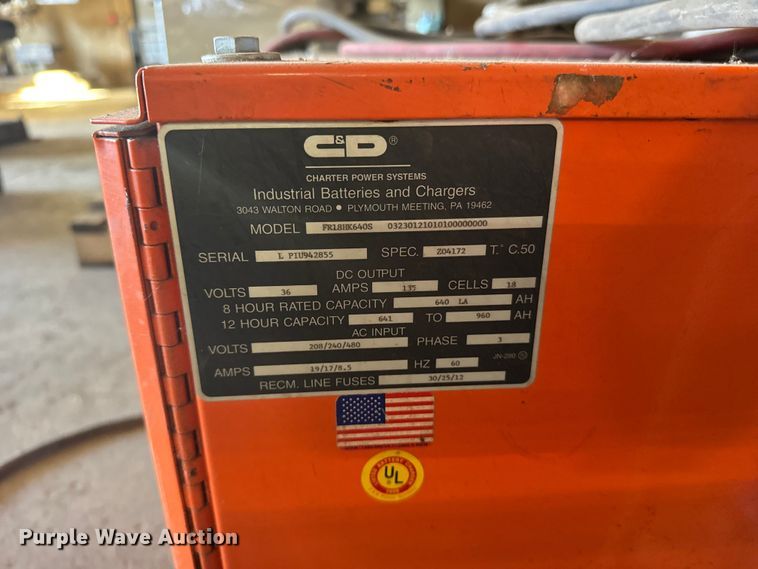 C&D®
CHARTER POWER SYSTEMS
Industrial Batteries and Chargers
3043 WALTON ROAD • PLYMOUTH MEETING, PA 19462
MODEL FR18HK640S 03230121010100000000
SERIAL L P1U942855 SPEC. Z04172 T.° C.50
DC OUTPUT
VOLTS 36 AMPS 135 CELLS 18
8 HOUR RATED CAPACITY 640 LA AH
12 HOUR CAPACITY 641 TO 960 AH
AC INPUT
VOLTS 208/240/480 PHASE 3
AMPS 19/17/8.5 HZ 60 JN-280
RECM. LINE FUSES 30/25/12
UL
Purple Wave Auction